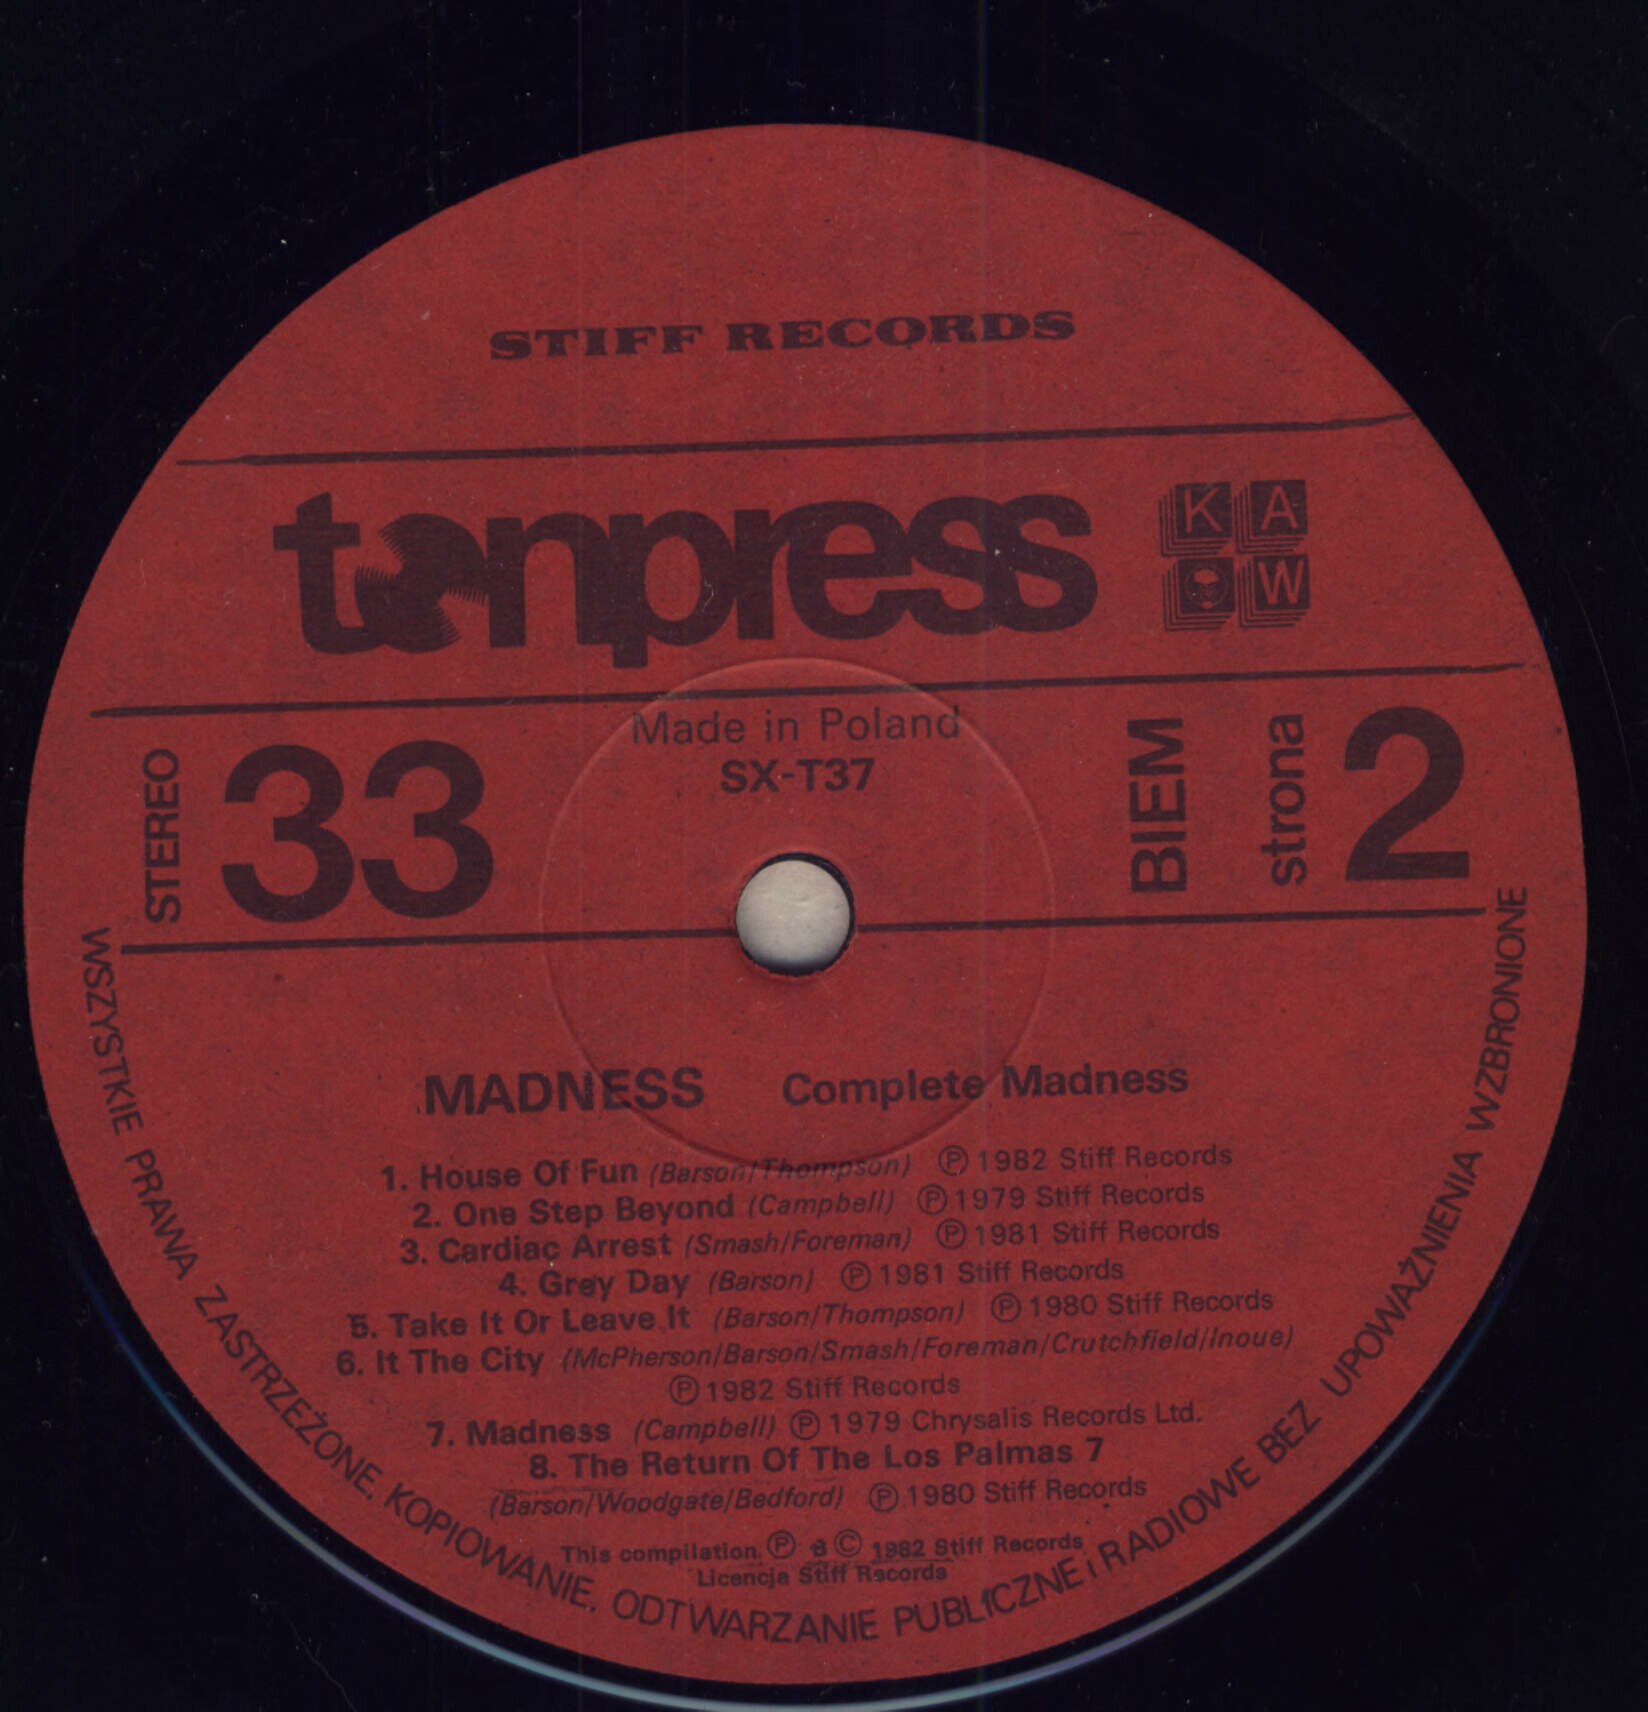 STIFF RECORDS
tonpress
K A
W
STEREO
33
Made in Poland
SX-T37
BIEM
strona
2
MADNESS Complete Madness
1. House Of Fun (Barson/Thompson) Ⓟ 1982 Stiff Records
2. One Step Beyond (Campbell) Ⓟ 1979 Stiff Records
3. Cardiac Arrest (Smash/Foreman) Ⓟ 1981 Stiff Records
4. Grey Day (Barson) Ⓟ 1981 Stiff Records
5. Take It Or Leave It (Barson/Thompson) Ⓟ 1980 Stiff Records
6. It The City (McPherson/Barson/Smash/Foreman/Crutchfield/Inoue)
Ⓟ 1982 Stiff Records
7. Madness (Campbell) Ⓟ 1979 Chrysalis Records Ltd.
8. The Return Of The Los Palmas 7
(Barson/Woodgate/Bedford) Ⓟ 1980 Stiff Records
This compilation Ⓟ & © 1982 Stiff Records
Licencja Stiff Records
WSZYSTKIE PRAWA ZASTRZEŻONE, KOPIOWANIE, ODTWARZANIE PUBLICZNE i RADIOWE BEZ UPOWAŻNIENIA WZBRONIONE